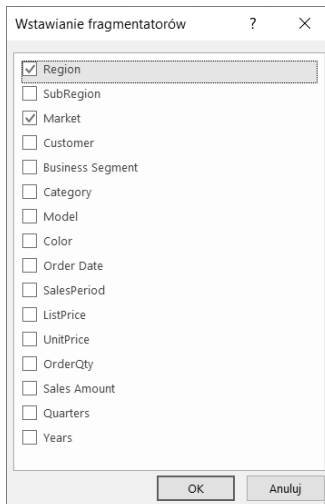 Wstawianie fragmentatorów ? ×
Region
SubRegion
Market
Customer
Business Segment
Category
Model
Color
Order Date
SalesPeriod
ListPrice
UnitPrice
OrderQty
Sales Amount
Quarters
Years
OK Anuluj